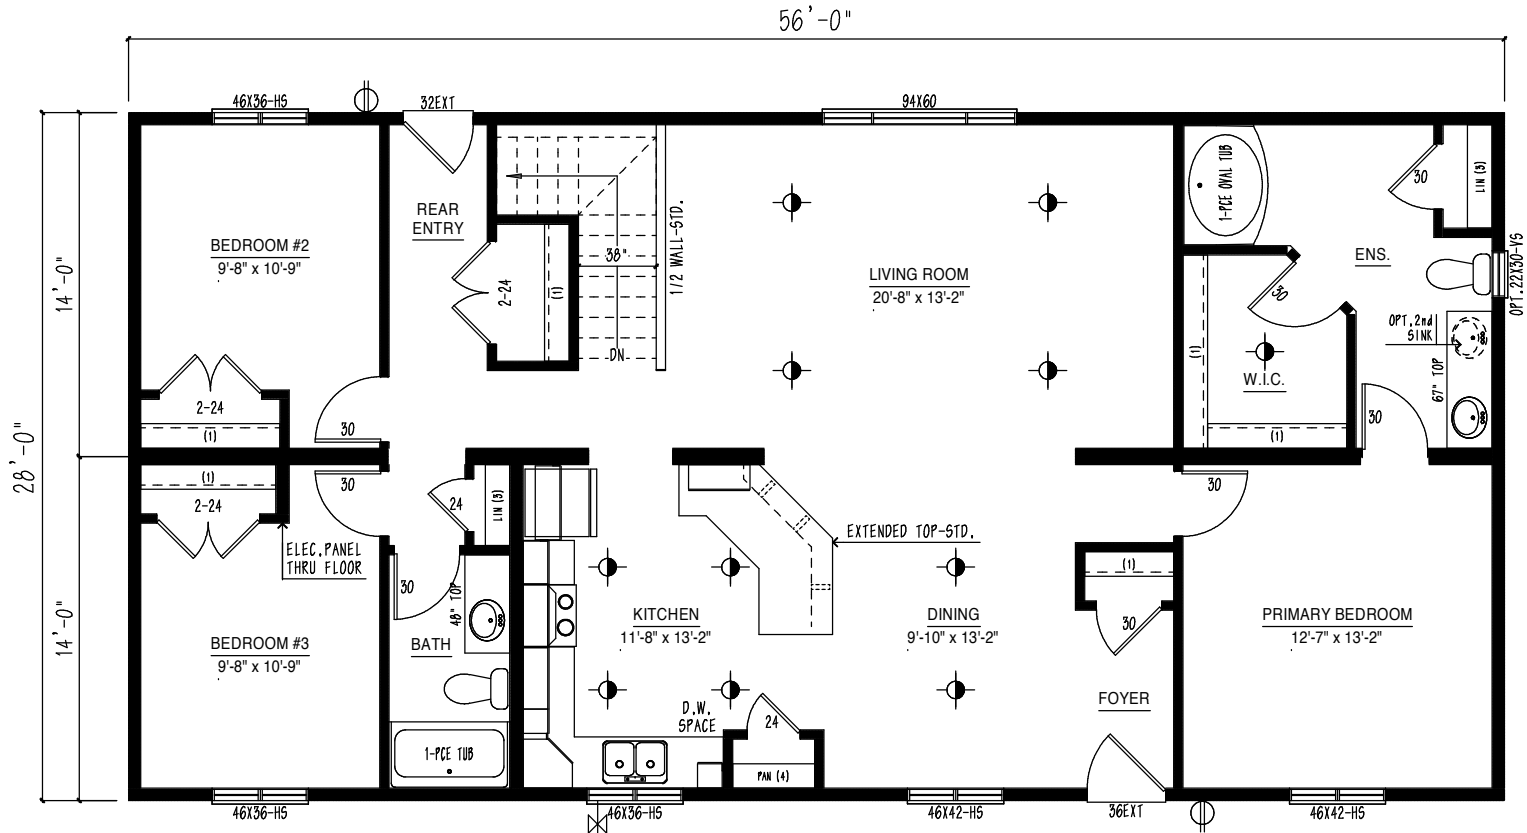 56'-0"
46X36-HS
32EXT
94X60
REAR
ENTRY
BEDROOM #2
9'-8" x 10'-9"
38"
1/2 WALL-STD.
2-24
(1)
DN
LIVING ROOM
20'-8" x 13'-2"
1-PCE OVAL TUB
30
LIN (3)
ENS.
OPT.22X30-VS
30
OPT.2nd
SINK
67" TOP
(1)
W.I.C.
(1)
30
14'-0"
28'-0"
14'-0"
2-24
(1)
30
(1)
2-24
30
24
LIN (3)
ELEC.PANEL
THRU FLOOR
30
48" TOP
BATH
BEDROOM #3
9'-8" x 10'-9"
1-PCE TUB
EXTENDED TOP-STD.
KITCHEN
11'-8" x 13'-2"
D.W.
SPACE
24
PAN (4)
DINING
9'-10" x 13'-2"
30
(1)
30
FOYER
PRIMARY BEDROOM
12'-7" x 13'-2"
46X36-HS
46X36-HS
46X42-HS
36EXT
46X42-HS